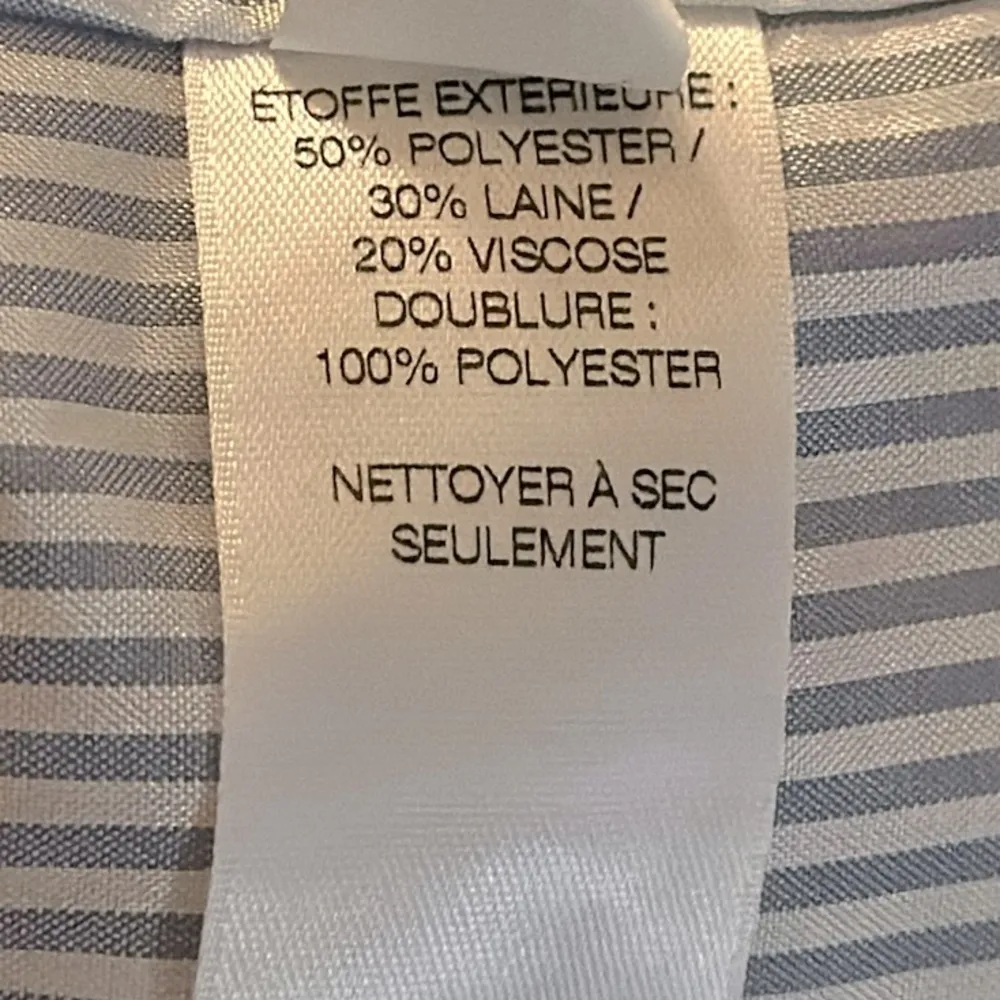 ÉTOFFE EXTÉRIEURE :
50% POLYESTER /
30% LAINE /
20% VISCOSE
DOUBLURE :
100% POLYESTER
NETTOYER À SEC
SEULEMENT